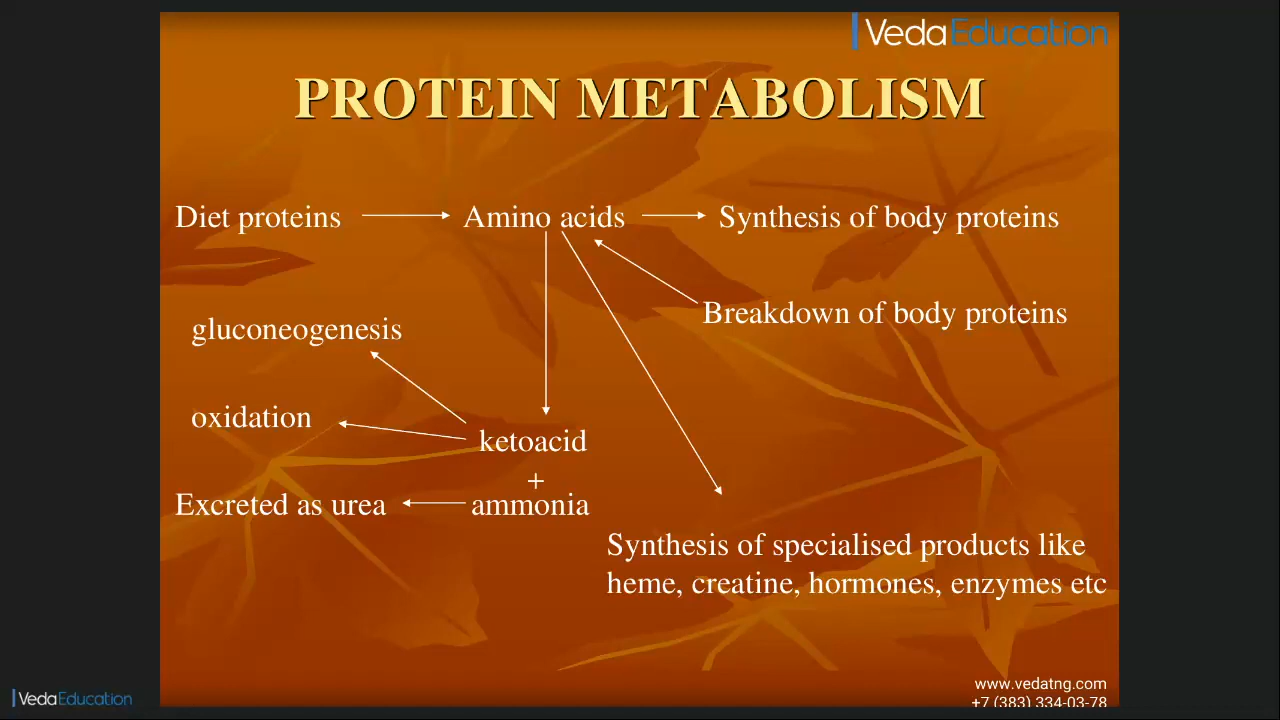 VedaEducation
PROTEIN METABOLISM
Diet proteins
Amino acids
Synthesis of body proteins
Breakdown of body proteins
gluconeogenesis
oxidation
ketoacid
+
ammonia
Excreted as urea
Synthesis of specialised products like
heme, creatine, hormones, enzymes etc
www.vedatng.com
+7 (383) 334-03-78
VedaEducation